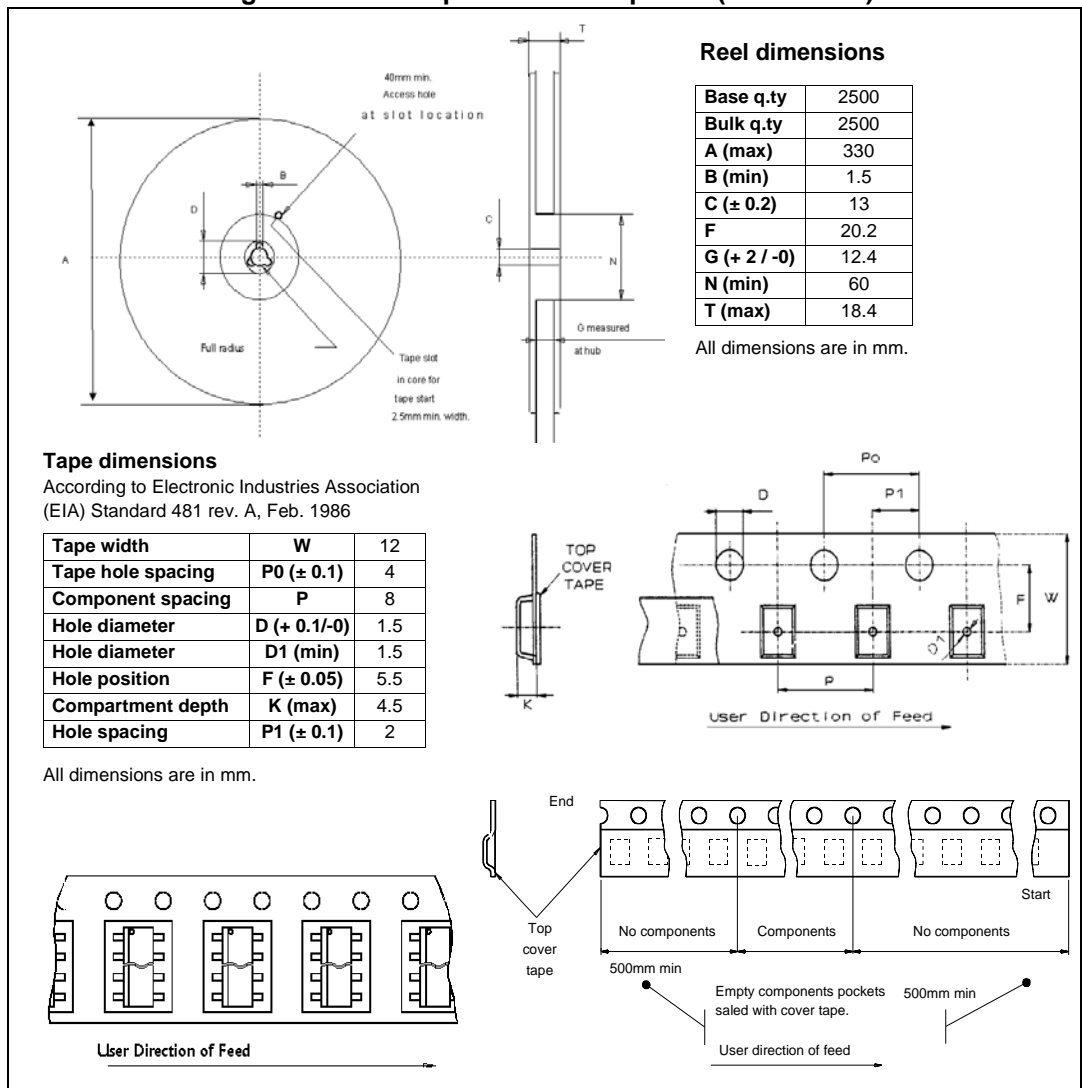 T
40mm min.
Access hole
at slot location
B
D
C
A
N
G measured
at hub
Full radius
Tape slot
in core for
tape start
2.5mm min. width.
Reel dimensions
Base q.ty 2500
Bulk q.ty 2500
A (max) 330
B (min) 1.5
C (± 0.2) 13
F 20.2
G (+ 2 / -0) 12.4
N (min) 60
T (max) 18.4
All dimensions are in mm.
Tape dimensions
According to Electronic Industries Association
(EIA) Standard 481 rev. A, Feb. 1986
Tape width W 12
Tape hole spacing P0 (± 0.1) 4
Component spacing P 8
Hole diameter D (+ 0.1/-0) 1.5
Hole diameter D1 (min) 1.5
Hole position F (± 0.05) 5.5
Compartment depth K (max) 4.5
Hole spacing P1 (± 0.1) 2
All dimensions are in mm.
Po
D
P1
TOP
COVER
TAPE
F
W
D1
K
P
User Direction of Feed
End
Start
Top
cover
tape
No components
Components
No components
500mm min
Empty components pockets
saled with cover tape.
500mm min
User direction of feed
User Direction of Feed